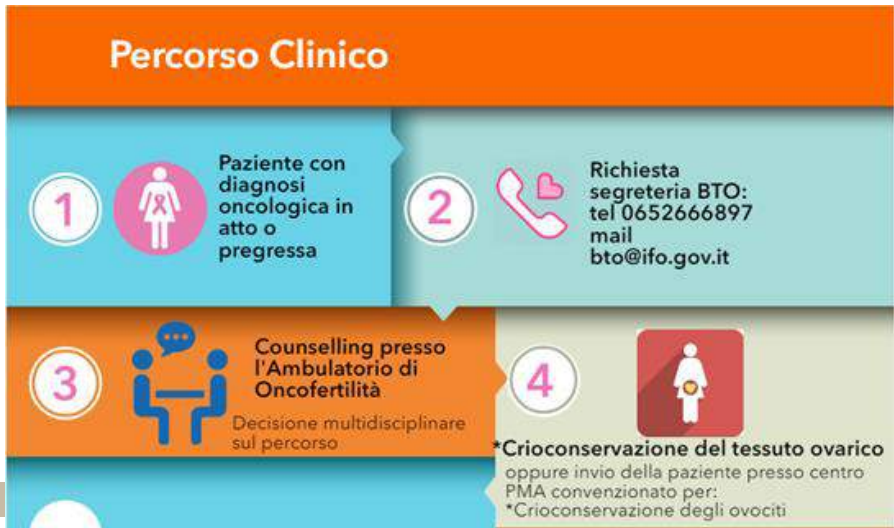 Percorso Clinico
1
Paziente con
diagnosi
oncologica in
atto o
pregressa
2
Richiesta
segreteria BTO:
tel 0652666897
mail
bto@ifo.gov.it
3
Counselling presso
l'Ambulatorio di
Oncofertilità
Decisione multidisciplinare
sul percorso
4
*Crioconservazione del tessuto ovarico
oppure invio della paziente presso centro
PMA convenzionato per:
*Crioconservazione degli ovociti